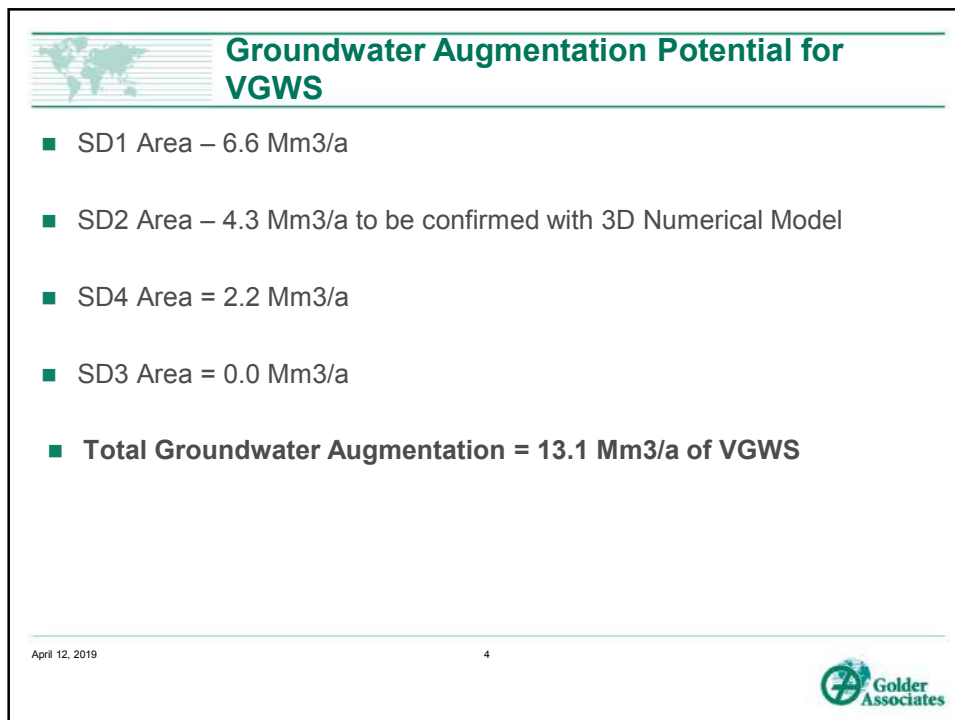 Groundwater Augmentation Potential for
VGWS
SD1 Area – 6.6 Mm3/a
SD2 Area – 4.3 Mm3/a to be confirmed with 3D Numerical Model
SD4 Area = 2.2 Mm3/a
SD3 Area = 0.0 Mm3/a
Total Groundwater Augmentation = 13.1 Mm3/a of VGWS
April 12, 2019
4
Golder
Associates